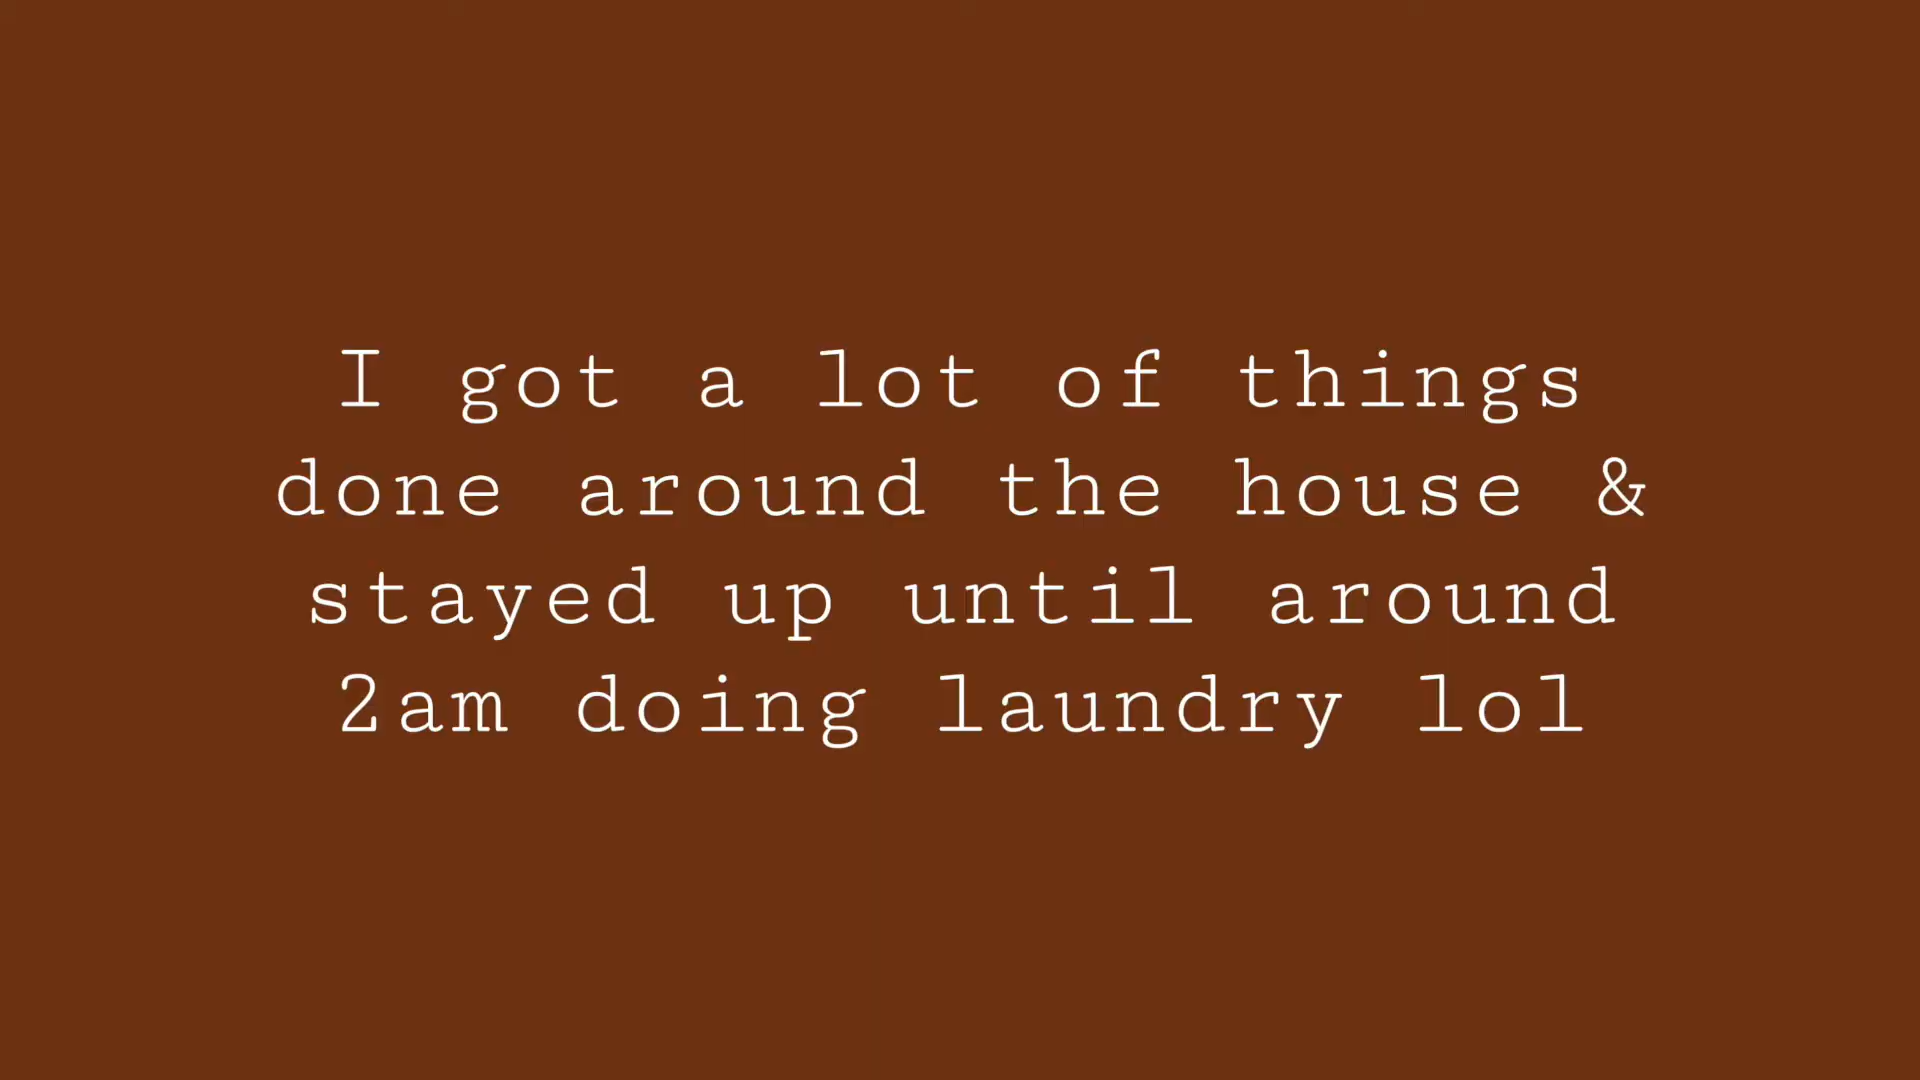 I got a lot of things
done around the house &
stayed up until around
2am doing laundry lol